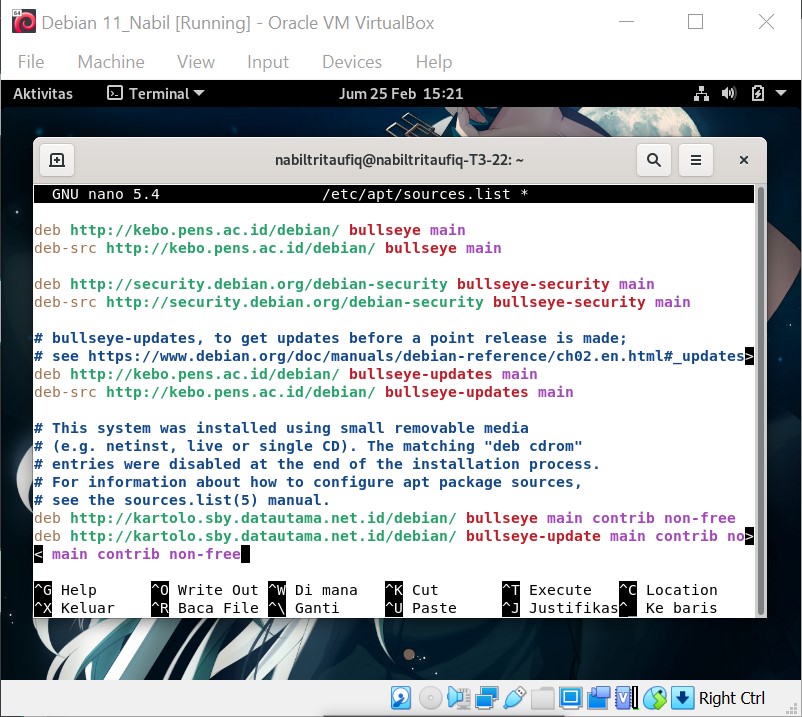 Debian 11_Nabil [Running] - Oracle VM VirtualBox
File Machine View Input Devices Help
Aktivitas Terminal Jum 25 Feb 15:21
nabiltritaufiq@nabiltritaufiq-T3-22: ~
GNU nano 5.4 /etc/apt/sources.list *
deb http://kebo.pens.ac.id/debian/ bullseye main
deb-src http://kebo.pens.ac.id/debian/ bullseye main
deb http://security.debian.org/debian-security bullseye-security main
deb-src http://security.debian.org/debian-security bullseye-security main
# bullseye-updates, to get updates before a point release is made;
# see https://www.debian.org/doc/manuals/debian-reference/ch02.en.html#_updates>
deb http://kebo.pens.ac.id/debian/ bullseye-updates main
deb-src http://kebo.pens.ac.id/debian/ bullseye-updates main
# This system was installed using small removable media
# (e.g. netinst, live or single CD). The matching "deb cdrom"
# entries were disabled at the end of the installation process.
# For information about how to configure apt package sources,
# see the sources.list(5) manual.
deb http://kartolo.sby.datautama.net.id/debian/ bullseye main contrib non-free
deb http://kartolo.sby.datautama.net.id/debian/ bullseye-update main contrib no>
< main contrib non-free
^G Help ^O Write Out ^W Di mana ^K Cut ^T Execute ^C Location
^X Keluar ^R Baca File ^\ Ganti ^U Paste ^J Justifikas ^_ Ke baris
Right Ctrl